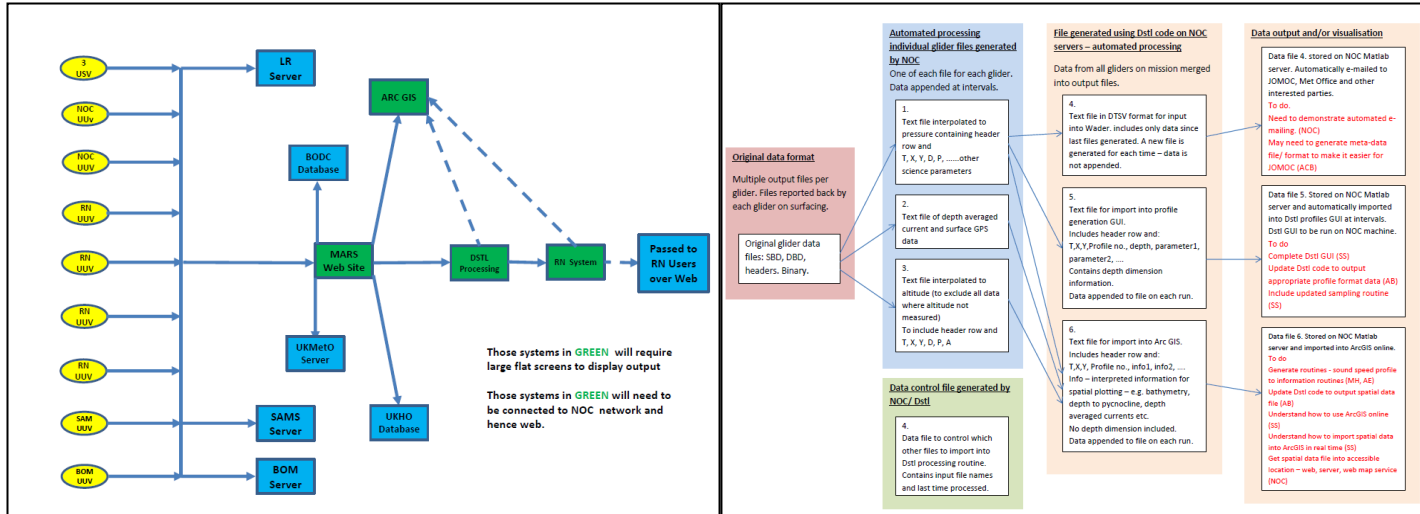 3
USV
NOC
UUv
NOC
UUV
RN
UUV
RN
UUV
RN
UUV
RN
UUV
SAM
UUV
BOM
UUV
LR
Server
ARC GIS
BODC
Database
MARS
Web Site
DSTL
Processing
RN System
Passed to
RN Users
over Web
UKMetO
Server
UKHO
Database
SAMS
Server
BOM
Server
Those systems in GREEN will require
large flat screens to display output
Those systems in GREEN will need to
be connected to NOC network and
hence web.
Original data format
Multiple output files per
glider. Files reported back by
each glider on surfacing.
Original glider data
files: SBD, DBD,
headers. Binary.
Automated processing
individual glider files generated
by NOC
One of each file for each glider.
Data appended at intervals.
1.
Text file interpolated to
pressure containing header
row and
T, X, Y, D, P, ......other
science parameters
2.
Text file of depth averaged
current and surface GPS
data
3.
Text file interpolated to
altitude (to exclude all data
where altitude not
measured)
To include header row and
T, X, Y, D, P, A
Data control file generated by
NOC/ Dstl
4.
Data file to control which
other files to import into
Dstl processing routine.
Contains input file names
and last time processed.
File generated using Dstl code on NOC
servers – automated processing
Data from all gliders on mission merged
into output files.
4.
Text file in DTSV format for input
into Wader. includes only data since
last files generated. A new file is
generated for each time – data is
not appended.
5.
Text file for import into profile
generation GUI.
Includes header row and:
T,X,Y,Profile no., depth, parameter1,
parameter2, ....
Contains depth dimension
information.
Data appended to file on each run.
6.
Text file for import into Arc GIS.
Includes header row and:
T,X,Y, Profile no., info1, info2, ....
Info – interpreted information for
spatial plotting – e.g. bathymetry,
depth to pycnocline, depth
averaged currents etc.
No depth dimension included.
Data appended to file on each run.
Data output and/or visualisation
Data file 4. stored on NOC Matlab
server. Automatically e-mailed to
JOMOC, Met Office and other
interested parties.
To do.
Need to demonstrate automated e-
mailing. (NOC)
May need to generate meta-data
file/ format to make it easier for
JOMOC (ACB)
Data file 5. Stored on NOC Matlab
server and automatically imported
into Dstl profiles GUI at intervals.
Dstl GUI to be run on NOC machine.
To do
Complete Dstl GUI (SS)
Update Dstl code to output
appropriate profile format data (AB)
Include updated sampling routine
(SS)
Data file 6. Stored on NOC Matlab
server and imported into ArcGIS online.
To do
Generate routines - sound speed profile
to information routines (MH, AE)
Update Dstl code to output spatial data
file (AB)
Understand how to use ArcGIS online
(SS)
Understand how to import spatial data
into ArcGIS in real time (SS)
Get spatial data file into accessible
location – web, server, web map service
(NOC)